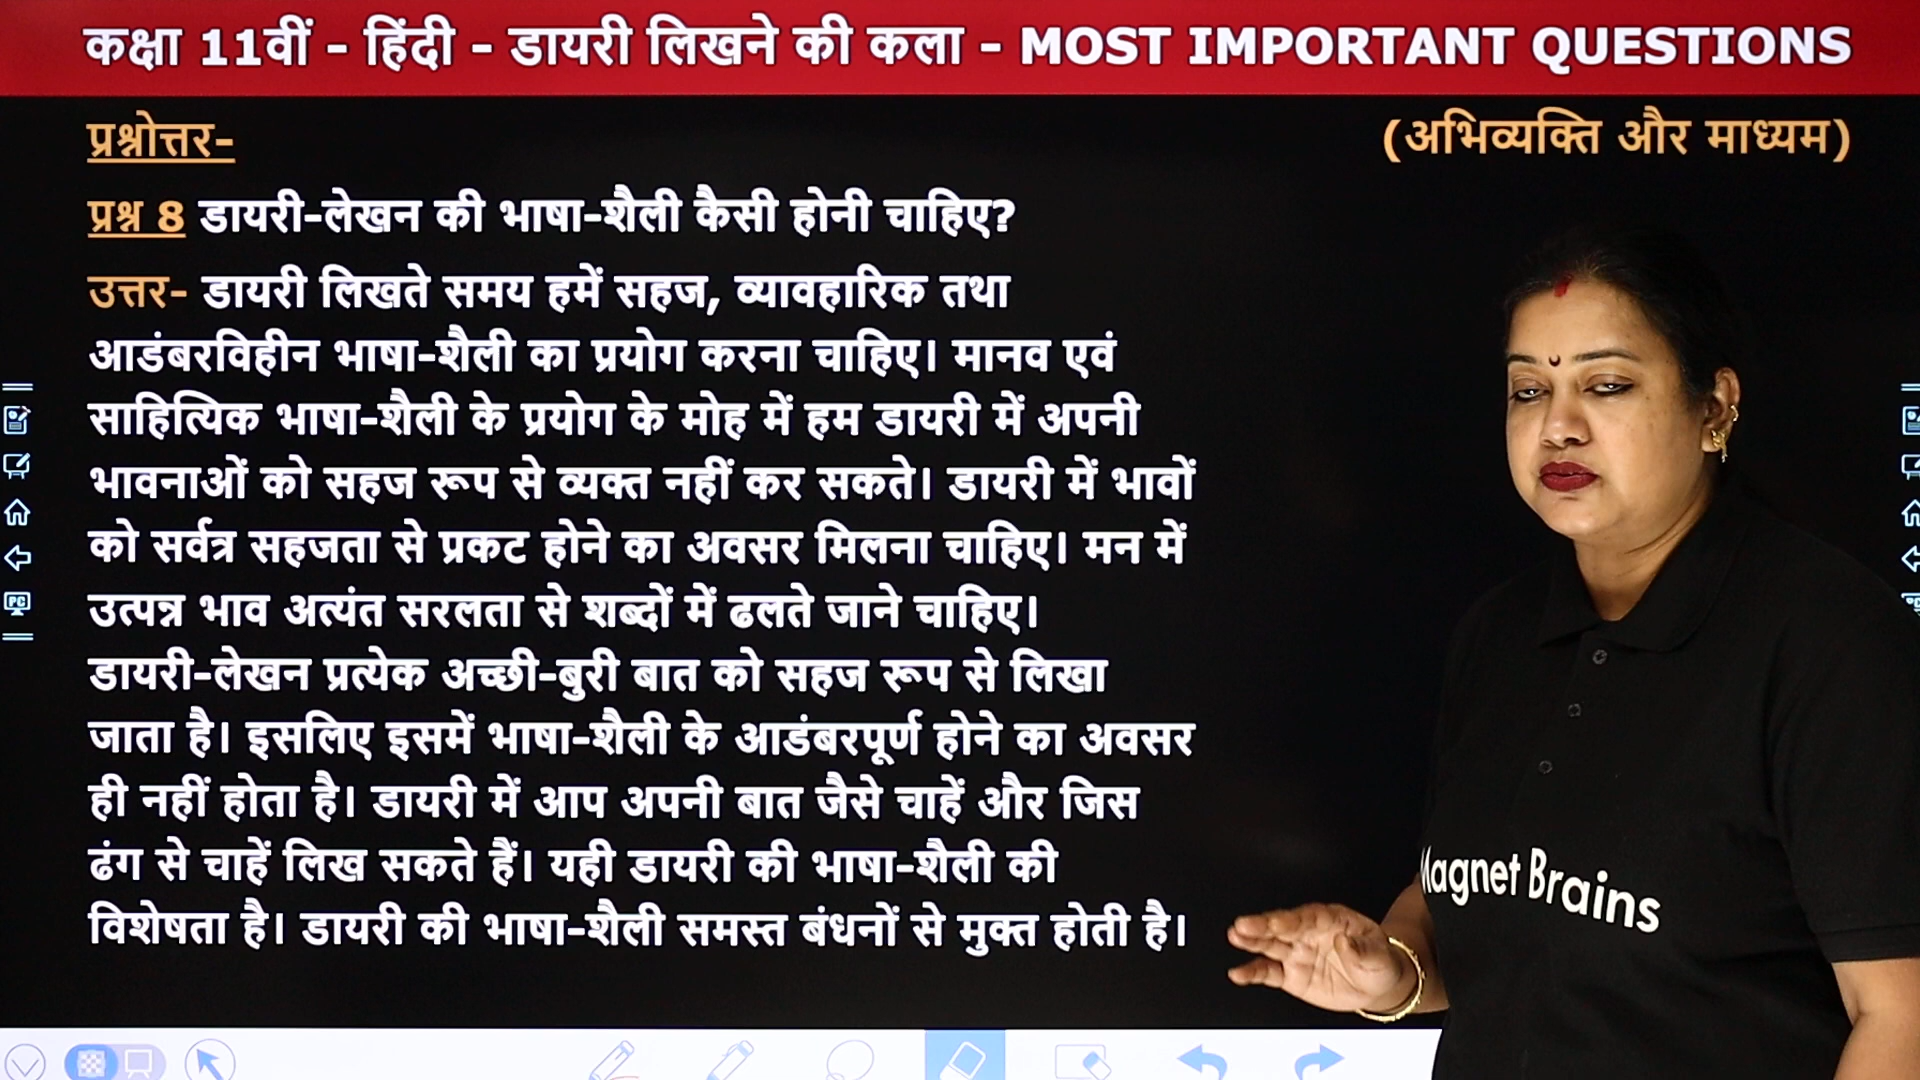 कक्षा 11वीं - हिंदी - डायरी लिखने की कला - MOST IMPORTANT QUESTIONS
प्रश्नोत्तर-
(अभिव्यक्ति और माध्यम)
प्रश्न 8 डायरी-लेखन की भाषा-शैली कैसी होनी चाहिए?
उत्तर- डायरी लिखते समय हमें सहज, व्यावहारिक तथा
आडंबरविहीन भाषा-शैली का प्रयोग करना चाहिए। मानव एवं
साहित्यिक भाषा-शैली के प्रयोग के मोह में हम डायरी में अपनी
भावनाओं को सहज रूप से व्यक्त नहीं कर सकते। डायरी में भावों
को सर्वत्र सहजता से प्रकट होने का अवसर मिलना चाहिए। मन में
उत्पन्न भाव अत्यंत सरलता से शब्दों में ढलते जाने चाहिए।
डायरी-लेखन प्रत्येक अच्छी-बुरी बात को सहज रूप से लिखा
जाता है। इसलिए इसमें भाषा-शैली के आडंबरपूर्ण होने का अवसर
ही नहीं होता है। डायरी में आप अपनी बात जैसे चाहें और जिस
ढंग से चाहें लिख सकते हैं। यही डायरी की भाषा-शैली की
विशेषता है। डायरी की भाषा-शैली समस्त बंधनों से मुक्त होती है।
Magnet Brains
PC